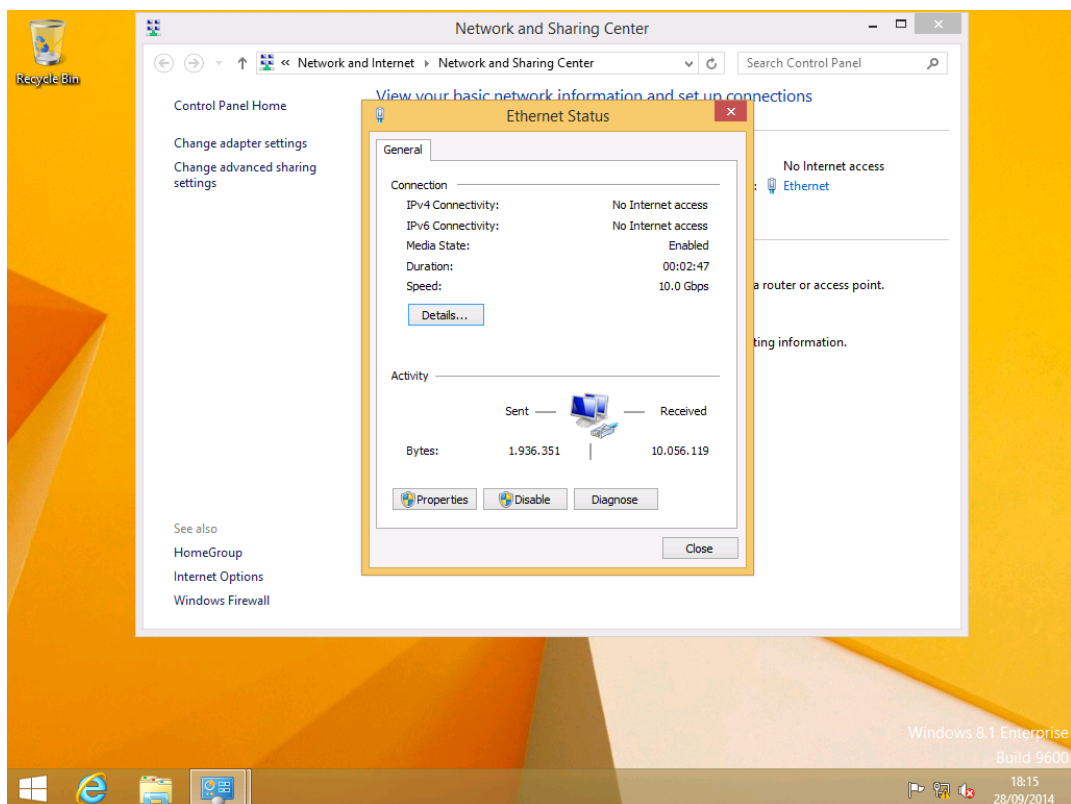 Recycle Bin
Network and Sharing Center
« Network and Internet Network and Sharing Center
Search Control Panel
Control Panel Home
Change adapter settings
Change advanced sharing
settings
See also
HomeGroup
Internet Options
Windows Firewall
View your basic network information and set up connections
No Internet access
: Ethernet
a router or access point.
ting information.
Ethernet Status
General
Connection
IPv4 Connectivity: No Internet access
IPv6 Connectivity: No Internet access
Media State: Enabled
Duration: 00:02:47
Speed: 10.0 Gbps
Details...
Activity
Sent Received
Bytes: 1.936.351 10.056.119
Properties Disable Diagnose
Close
Windows 8.1 Enterprise
Build 9600
18:15
28/09/2014